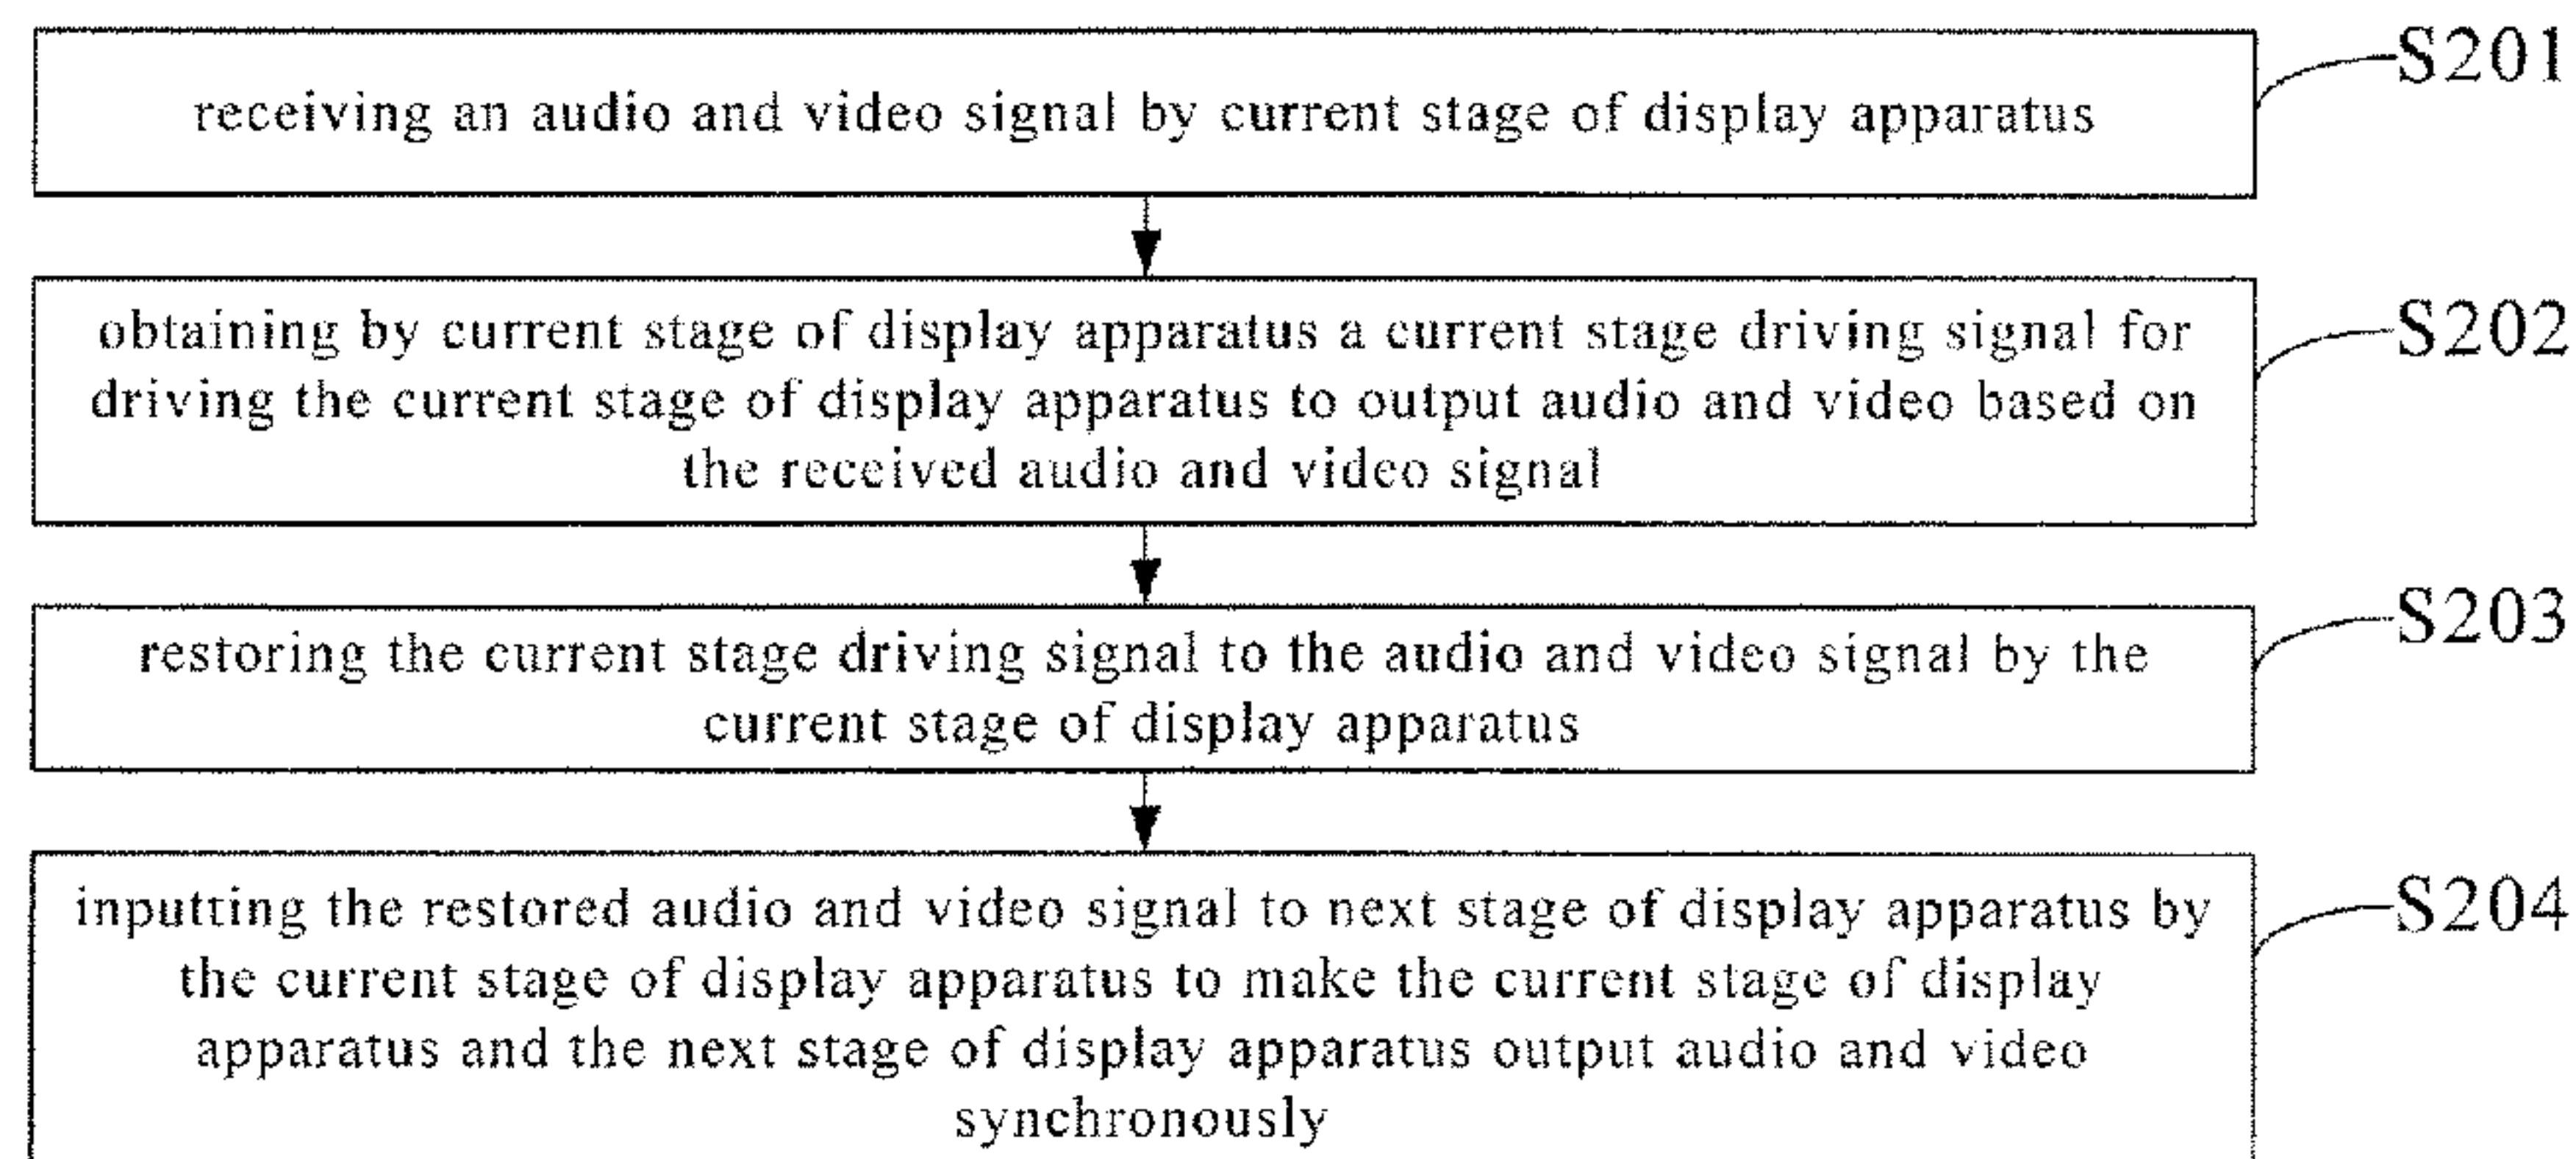 S201
receiving an audio and video signal by current stage of display apparatus
S202
obtaining by current stage of display apparatus a current stage driving signal for
driving the current stage of display apparatus to output audio and video based on
the received audio and video signal
S203
restoring the current stage driving signal to the audio and video signal by the
current stage of display apparatus
S204
inputting the restored audio and video signal to next stage of display apparatus by
the current stage of display apparatus to make the current stage of display
apparatus and the next stage of display apparatus output audio and video
synchronously